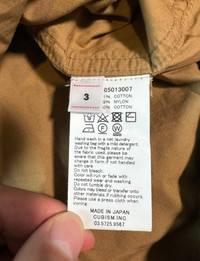 3
05013007
% COTTON
% NYLON
% COTTON
Hand wash in a net laundry
washing bag with a mild detergent.
Due to the fragile nature of
the fabric used, please be
aware that this garment may
change in form if not handled
with care.
Do not bleach.
Color will run or fade with
repeated wear and washing.
Do not tumble dry.
Colors may bleed or transfer onto
other materials if rubbing occurs.
Please use a press cloth when
ironing.
MADE IN JAPAN
CUBISM.INC
03.5725.9567